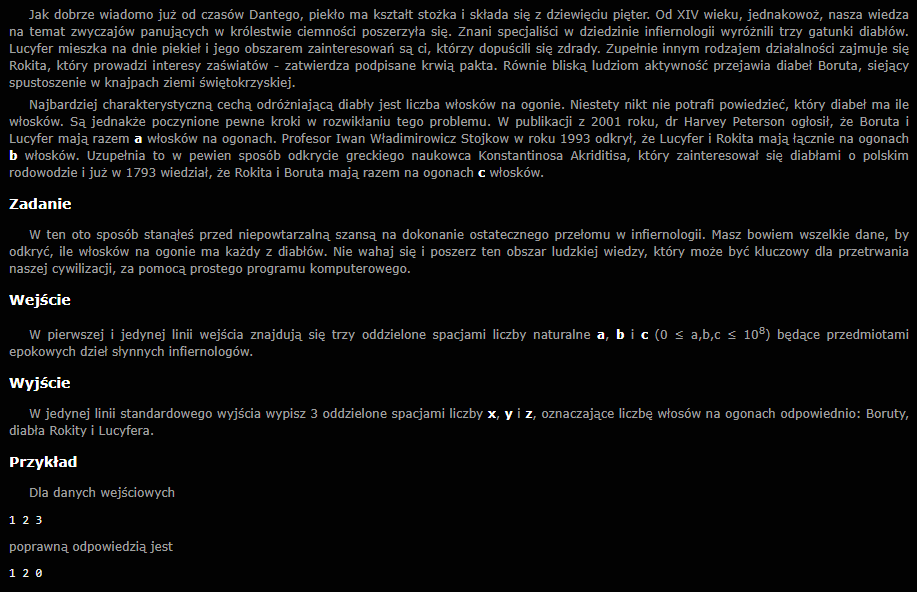 Jak dobrze wiadomo już od czasów Dantego, piekło ma kształt stożka i składa się z dziewięciu pięter. Od XIV wieku, jednakowoż, nasza wiedza
na temat zwyczajów panujących w królestwie ciemności poszerzyła się. Znani specjaliści w dziedzinie infiernologii wyróżnili trzy gatunki diabłów.
Lucyfer mieszka na dnie piekieł i jego obszarem zainteresowań są ci, którzy dopuścili się zdrady. Zupełnie innym rodzajem działalności zajmuje się
Rokita, który prowadzi interesy zaświatów - zatwierdza podpisane krwią pakta. Równie bliską ludziom aktywność przejawia diabeł Boruta, siejący
spustoszenie w knajpach ziemi świętokrzyskiej.
Najbardziej charakterystyczną cechą odróżniającą diabły jest liczba włosków na ogonie. Niestety nikt nie potrafi powiedzieć, który diabeł ma ile
włosków. Są jednakże poczynione pewne kroki w rozwikłaniu tego problemu. W publikacji z 2001 roku, dr Harvey Peterson ogłosił, że Boruta i
Lucyfer mają razem a włosków na ogonach. Profesor Iwan Władimirowicz Stojkow w roku 1993 odkrył, że Lucyfer i Rokita mają łącznie na ogonach
b włosków. Uzupełnia to w pewien sposób odkrycie greckiego naukowca Konstantinosa Akriditisa, który zainteresował się diabłami o polskim
rodowodzie i już w 1793 wiedział, że Rokita i Boruta mają razem na ogonach c włosków.
Zadanie
W ten oto sposób stanąłeś przed niepowtarzalną szansą na dokonanie ostatecznego przełomu w infiernologii. Masz bowiem wszelkie dane, by
odkryć, ile włosków na ogonie ma każdy z diabłów. Nie wahaj się i poszerz ten obszar ludzkiej wiedzy, który może być kluczowy dla przetrwania
naszej cywilizacji, za pomocą prostego programu komputerowego.
Wejście
W pierwszej i jedynej linii wejścia znajdują się trzy oddzielone spacjami liczby naturalne a, b i c (0 ≤ a,b,c ≤ 10⁸) będące przedmiotami
epokowych dzieł słynnych infiernologów.
Wyjście
W jedynej linii standardowego wyjścia wypisz 3 oddzielone spacjami liczby x, y i z, oznaczające liczbę włosów na ogonach odpowiednio: Boruty,
diabła Rokity i Lucyfera.
Przykład
Dla danych wejściowych
1 2 3
poprawną odpowiedzią jest
1 2 0